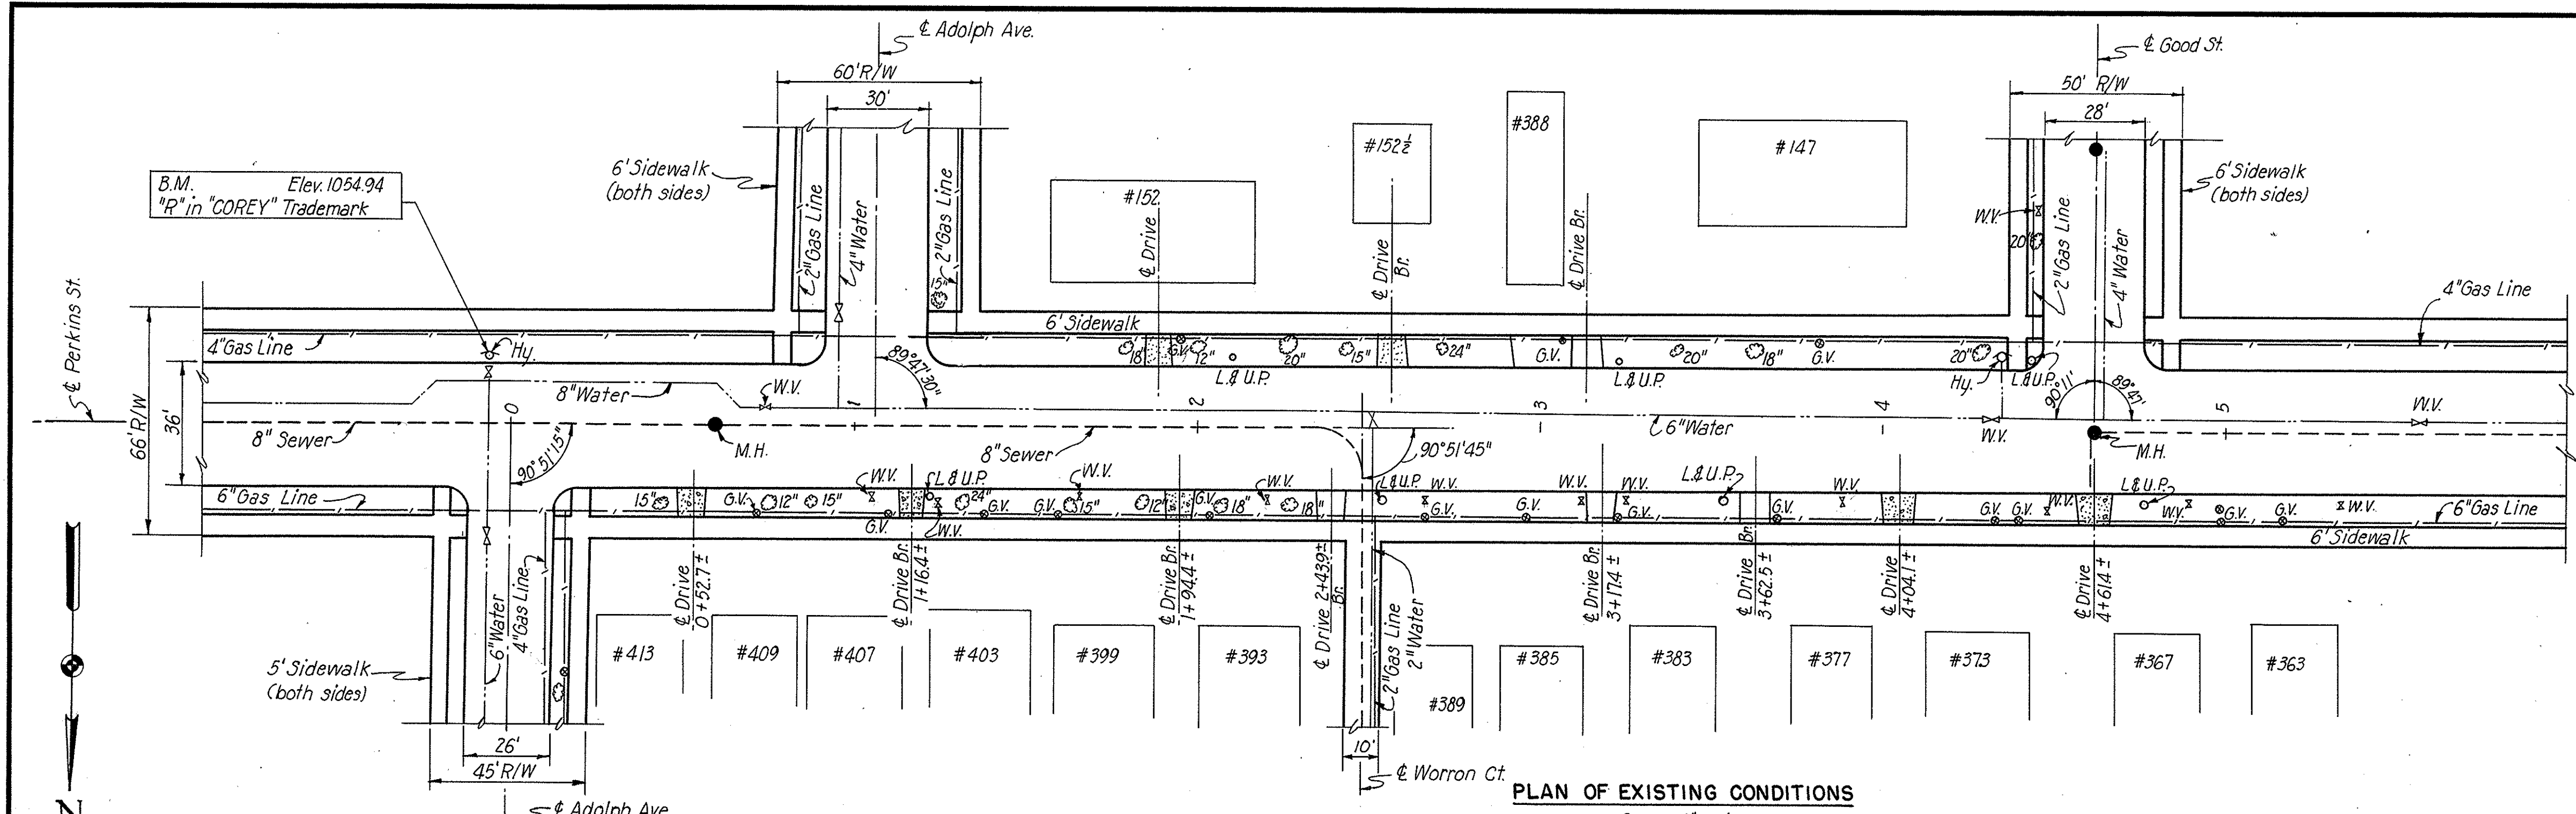 ℄ Adolph Ave.
60' R/W
30'
6' Sidewalk
(both sides)
2" Gas Line
4" Water
2" Gas Line
15"
B.M. Elev. 1054.94
"R" in "COREY" Trademark
#152
#152½
#388
#147
℄ Drive
℄ Drive
Br.
℄ Drive Br.
℄ Good St.
50' R/W
28'
W.V.
20"
2" Gas Line
4" Water
6' Sidewalk
(both sides)
4" Gas Line
℄ Perkins St.
66' R/W
36'
4" Gas Line
Hy.
6' Sidewalk
18"
G.V.
12"
20"
15"
24"
G.V.
20"
18"
G.V.
20"
L.&U.P.
L.&U.P.
Hy.
L.&U.P.
89°47'30"
90°11'
89°47'
8" Water
W.V.
0
1
2
3
4
5
8" Sewer
M.H.
8" Sewer
90°51'15"
90°51'45"
6" Water
W.V.
M.H.
W.V.
6" Gas Line
15"
G.V.
12"
15"
W.V.
G.V.
L.&U.P.
24"
W.V.
G.V.
W.V.
G.V.
15"
12"
G.V.
18"
W.V.
18"
L.&U.P.
W.V.
G.V.
G.V.
W.V.
W.V.
G.V.
L.&U.P.
G.V.
W.V.
G.V.
G.V.
W.V.
L.&U.P.
W.V.
G.V.
G.V.
W.V.
6" Gas Line
6' Sidewalk
℄ Drive
0+52.7±
℄ Drive Br.
1+16.4±
℄ Drive Br.
1+94.4±
℄ Drive 2+43.9±
Br.
℄ Drive Br.
3+17.4±
℄ Drive Br.
3+62.5±
℄ Drive
4+04.1±
℄ Drive
4+61.4±
6" Water
4" Gas Line
5' Sidewalk
(both sides)
#413
#409
#407
#403
#399
#393
2" Gas Line
2" Water
#389
#385
#383
#377
#373
#367
#363
26'
45' R/W
10'
℄ Worron Ct.
℄ Adolph Ave.
N
PLAN OF EXISTING CONDITIONS